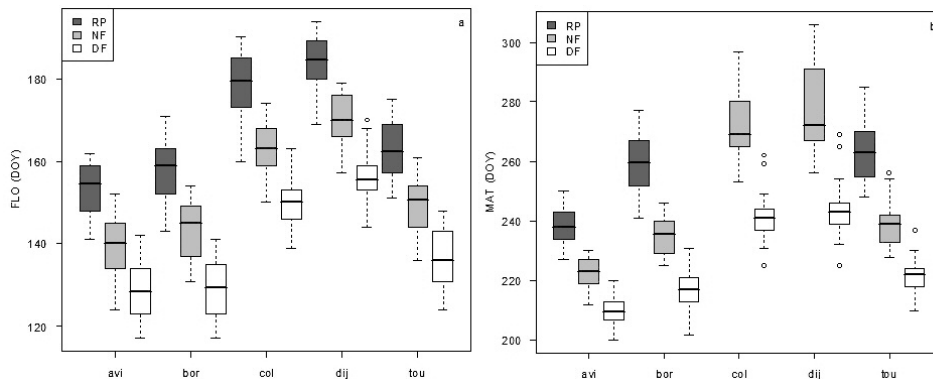 a
RP
NF
DF
FLO (DOY)
180
160
140
120
avi bor col dij tou
b
RP
NF
DF
MAT (DOY)
300
280
260
240
220
200
avi bor col dij tou